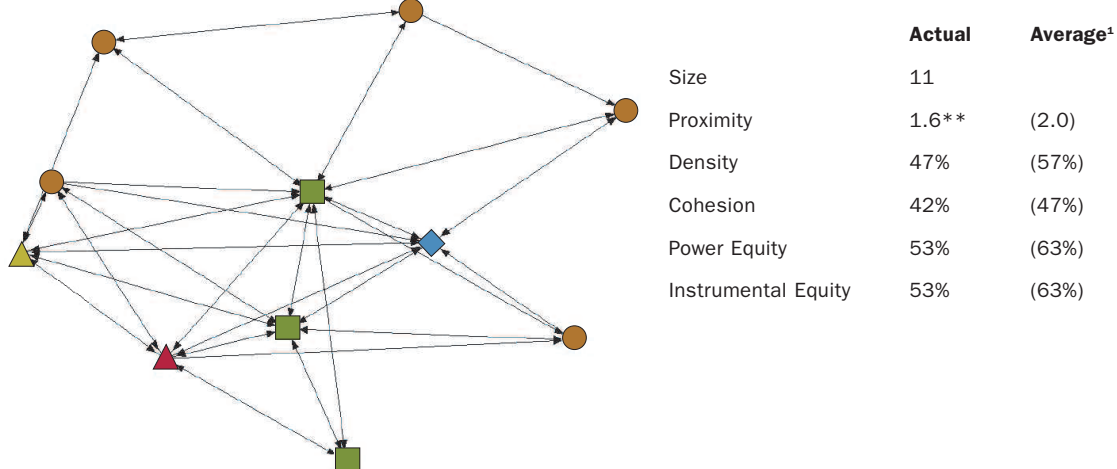 Actual Average¹
Size 11
Proximity 1.6** (2.0)
Density 47% (57%)
Cohesion 42% (47%)
Power Equity 53% (63%)
Instrumental Equity 53% (63%)